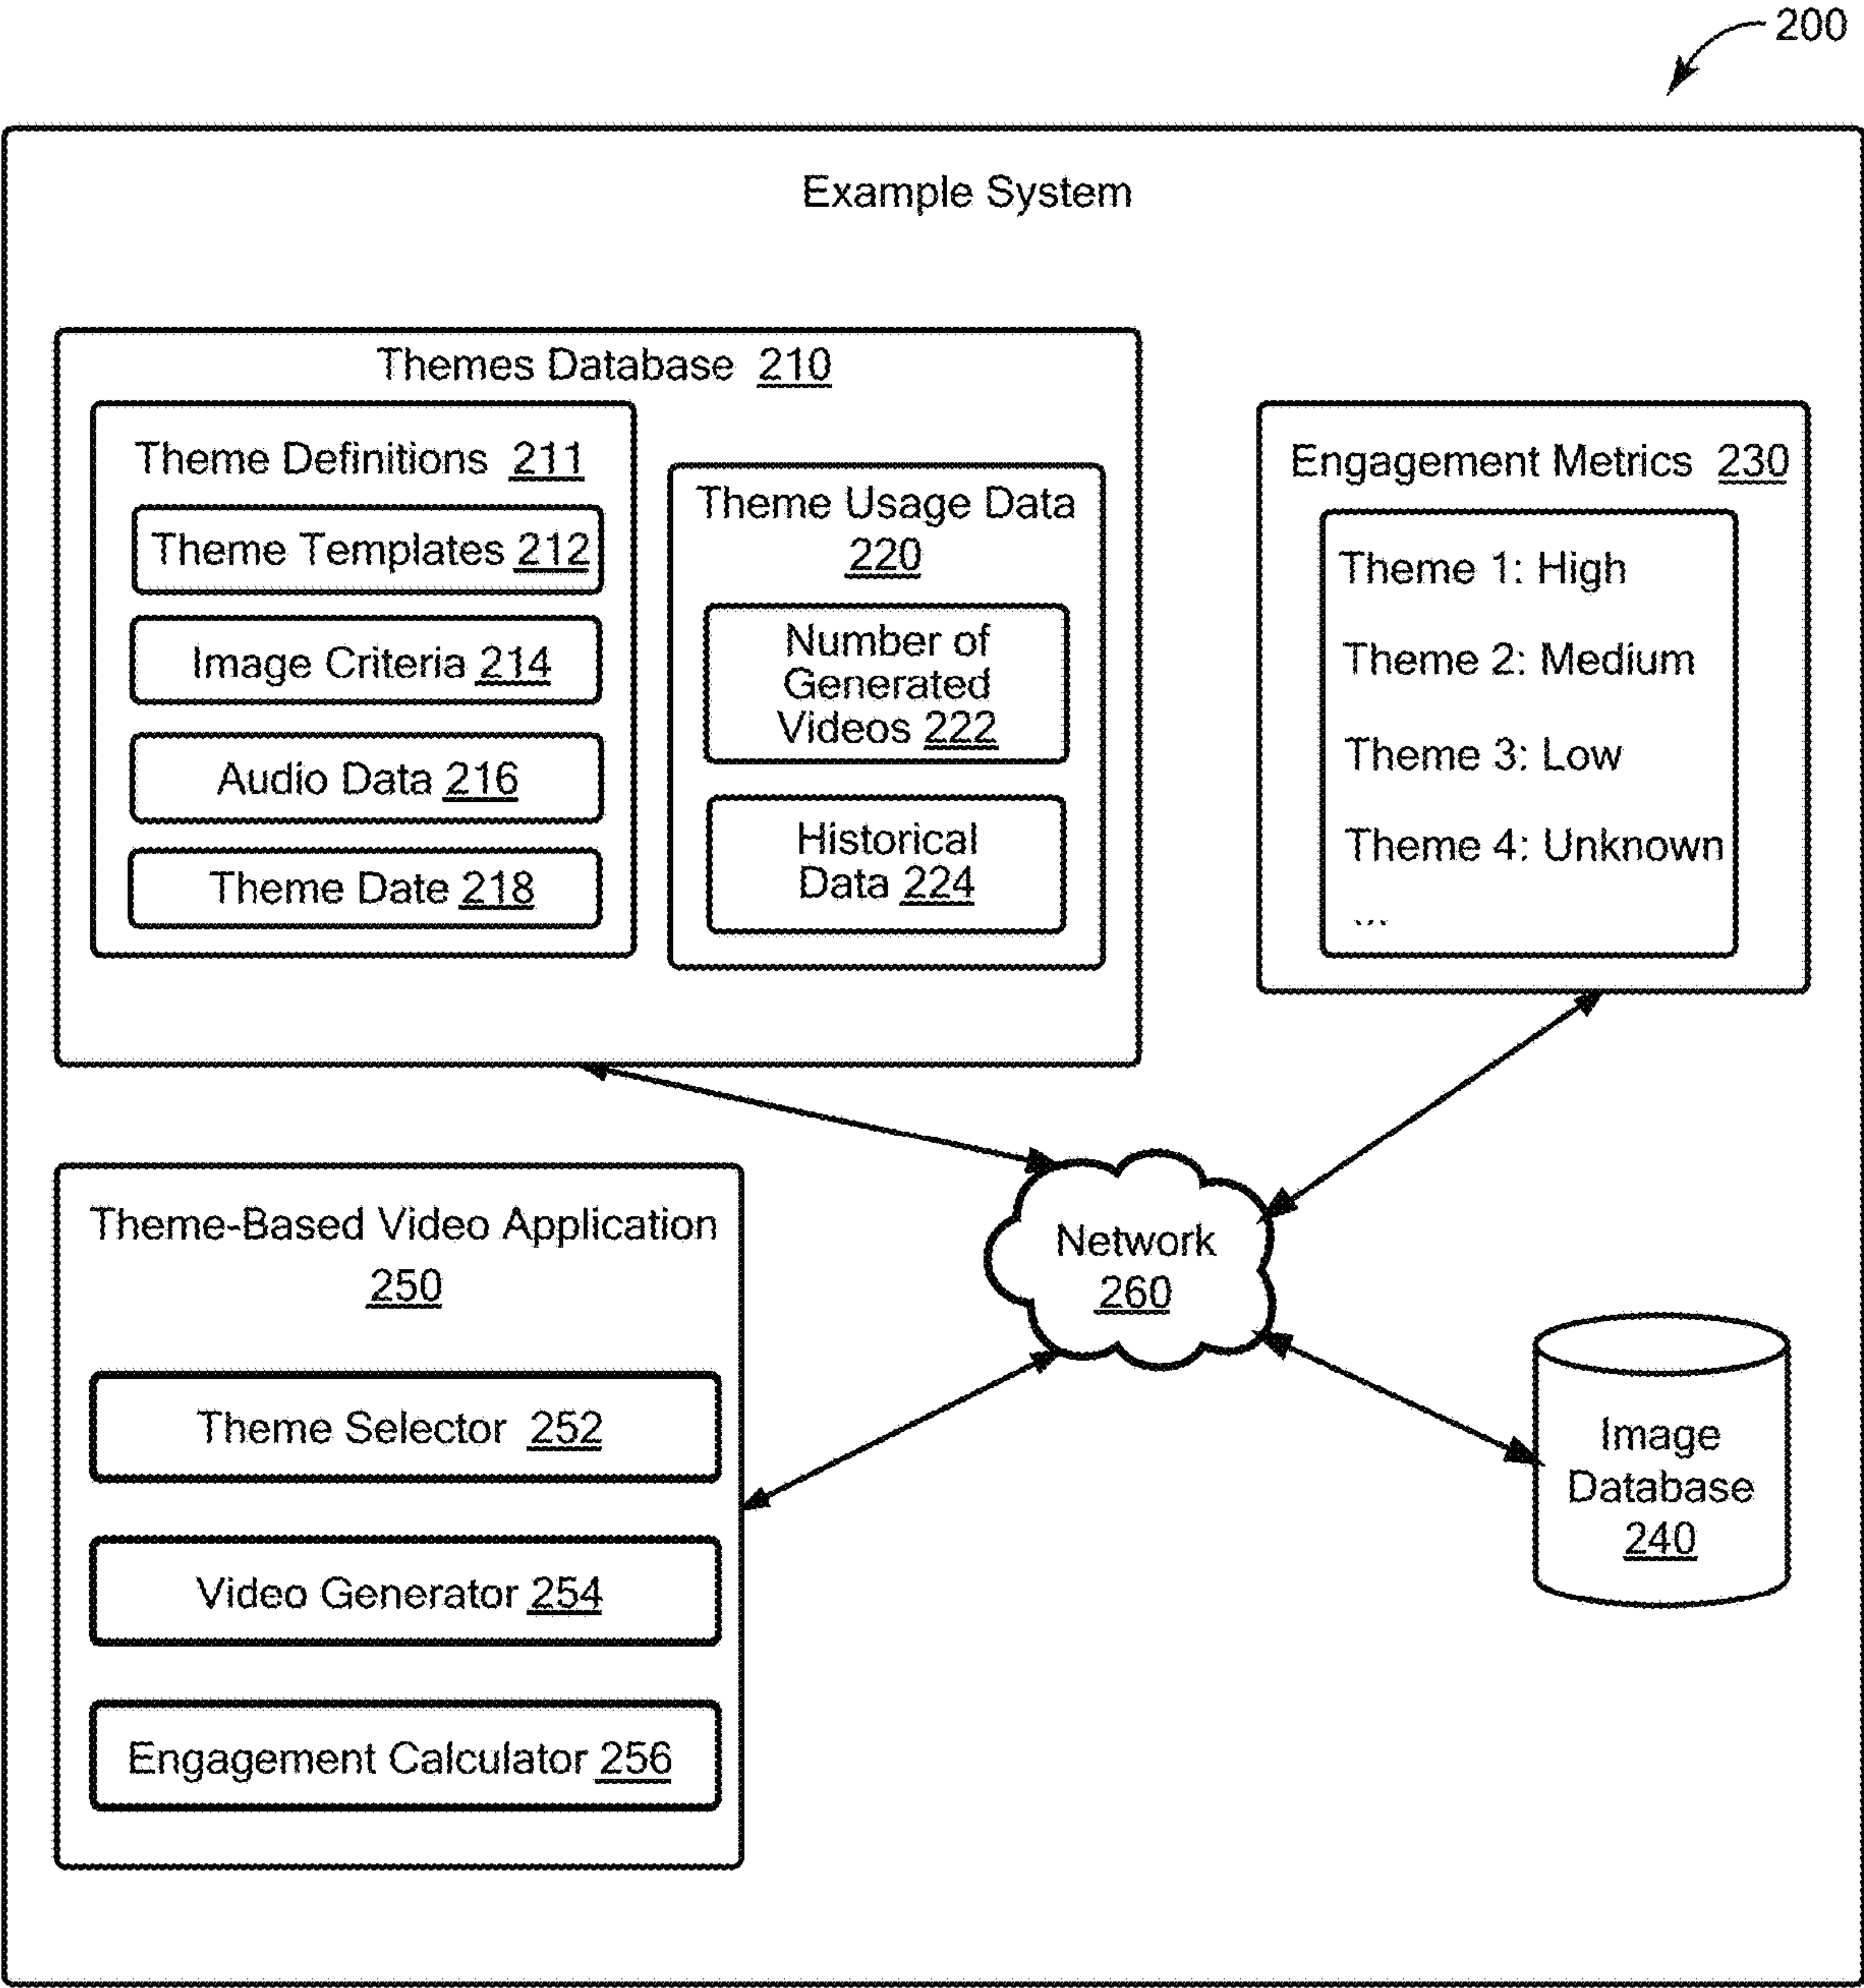 200
Example System
Themes Database 210
Theme Definitions 211
Theme Templates 212
Image Criteria 214
Audio Data 216
Theme Date 218
Theme Usage Data
220
Number of
Generated
Videos 222
Historical
Data 224
Engagement Metrics 230
Theme 1: High
Theme 2: Medium
Theme 3: Low
Theme 4: Unknown
...
Theme-Based Video Application
250
Theme Selector 252
Video Generator 254
Engagement Calculator 256
Network
260
Image
Database
240